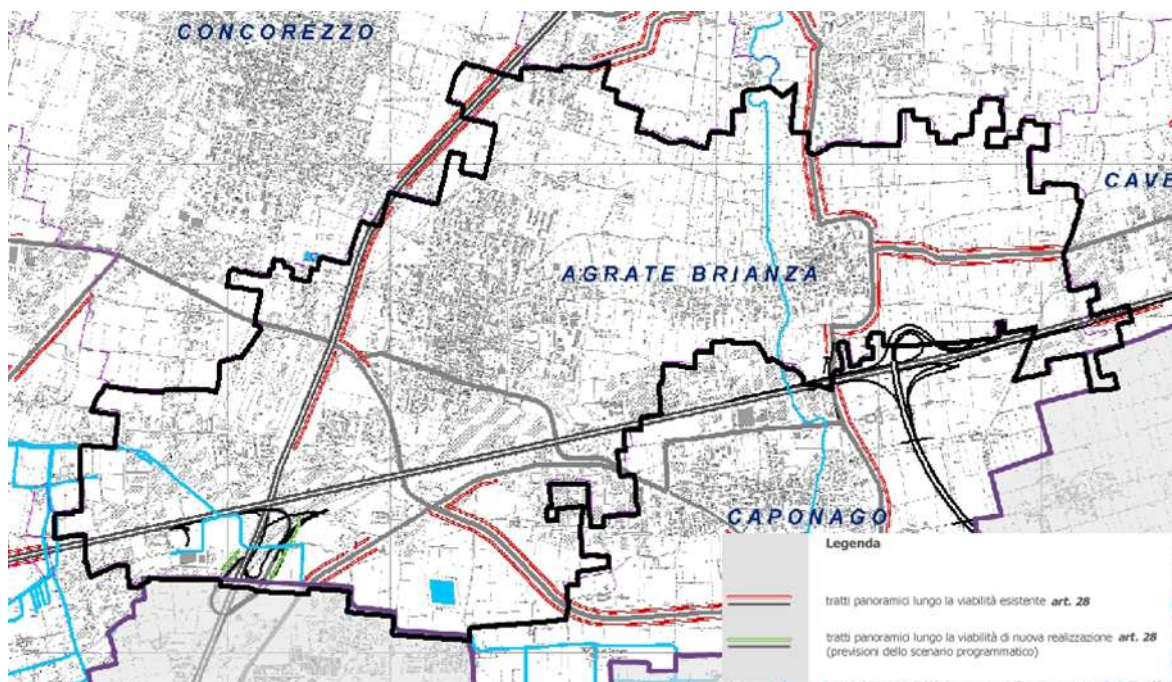 CONCOREZZO
CAVE
AGRATE BRIANZA
CAPONAGO
Legenda
tratti panoramici lungo la viabilità esistente art. 28
tratti panoramici lungo la viabilità di nuova realizzazione art. 28
(previsioni dello scenario programmatico)